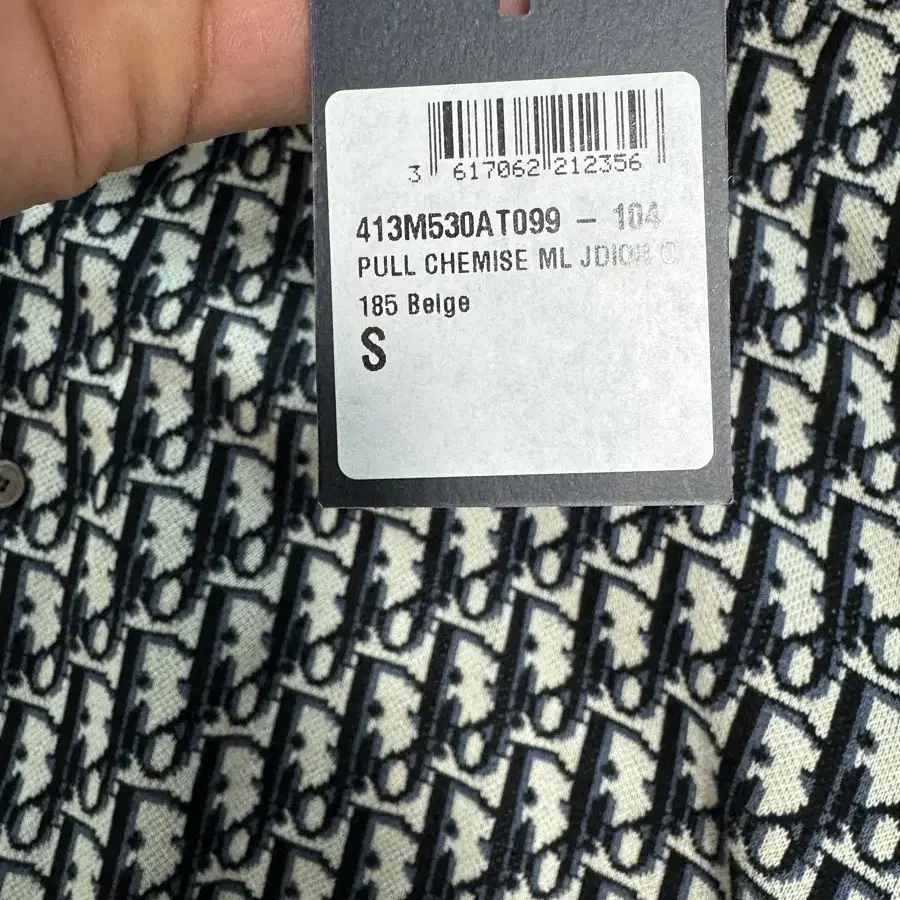 3 617062 212356
413M530AT099 - 104
PULL CHEMISE ML JDIOR O
185 Beige
S